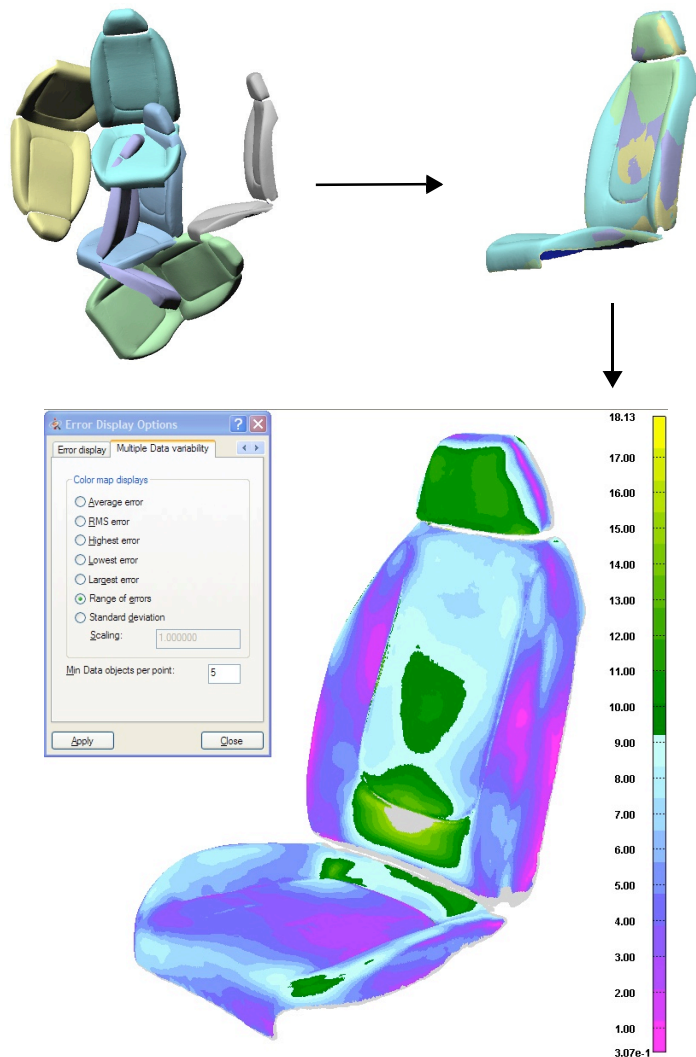 Error Display Options
Error display
Multiple Data variability
Color map displays
Average error
RMS error
Highest error
Lowest error
Largest error
Range of errors
Standard deviation
Scaling:
1.000000
Min Data objects per point:
5
Apply
Close
18.13
17.00
16.00
15.00
14.00
13.00
12.00
11.00
10.00
9.00
8.00
7.00
6.00
5.00
4.00
3.00
2.00
1.00
3.07e-1